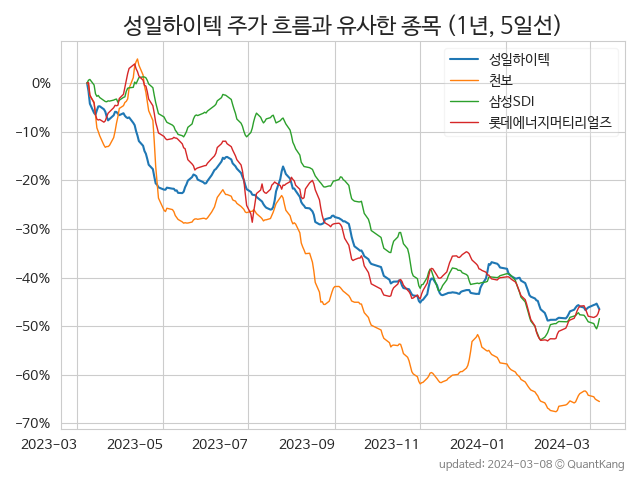 성일하이텍 주가 흐름과 유사한 종목 (1년, 5일선)
성일하이텍
천보
삼성SDI
롯데에너지머티리얼즈
0%
−10%
−20%
−30%
−40%
−50%
−60%
−70%
2023-03 2023-05 2023-07 2023-09 2023-11 2024-01 2024-03
updated: 2024-03-08 © QuantKang